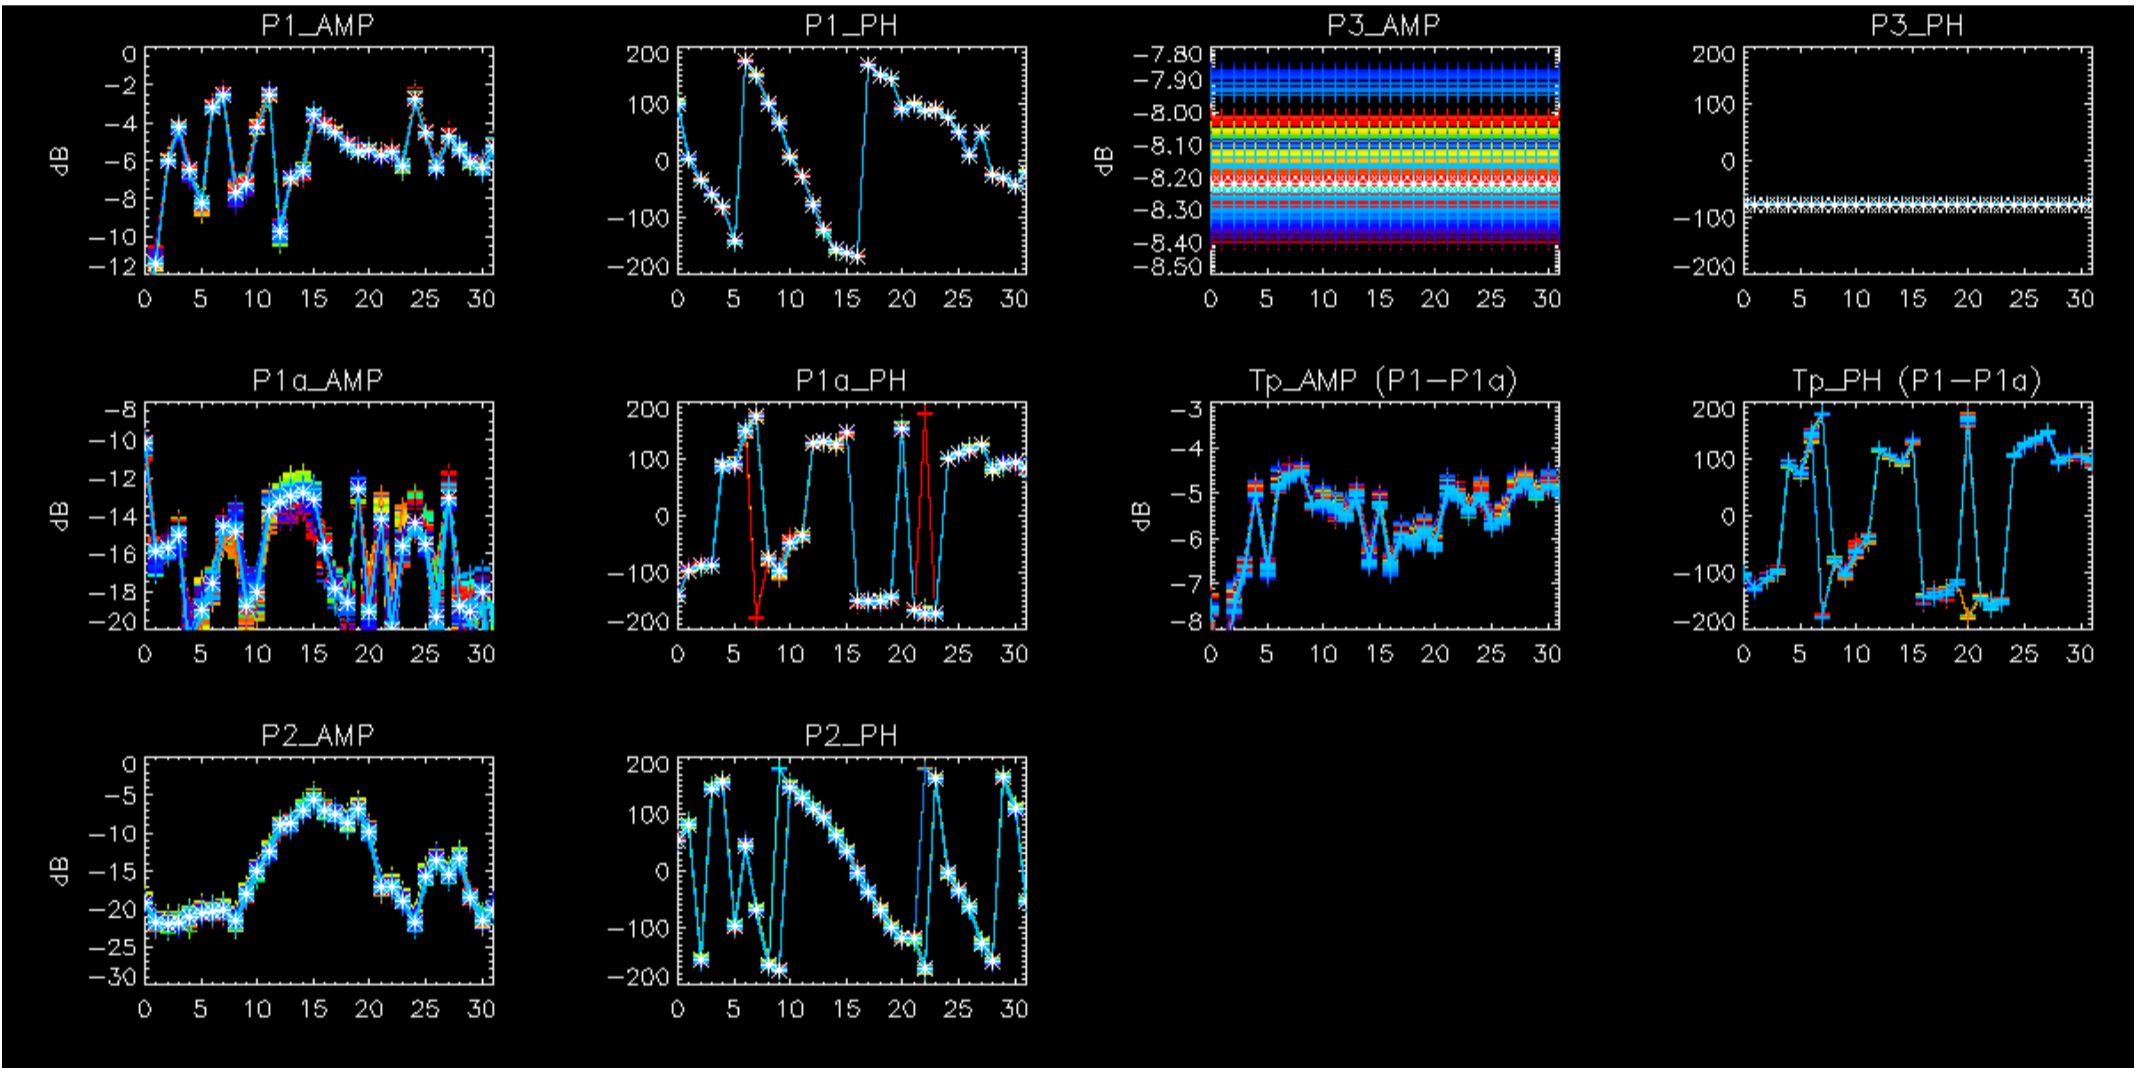 P1_AMP
P1_PH
P3_AMP
P3_PH
0
-2
-4
-6
-8
-10
-12
dB
0 5 10 15 20 25 30
200
100
0
-100
-200
0 5 10 15 20 25 30
-7.80
-7.90
-8.00
-8.10
-8.20
-8.30
-8.40
-8.50
dB
0 5 10 15 20 25 30
200
100
0
-100
-200
0 5 10 15 20 25 30
P1a_AMP
P1a_PH
Tp_AMP (P1-P1a)
Tp_PH (P1-P1a)
-8
-10
-12
-14
-16
-18
-20
dB
0 5 10 15 20 25 30
200
100
0
-100
-200
0 5 10 15 20 25 30
-3
-4
-5
-6
-7
-8
dB
0 5 10 15 20 25 30
200
100
0
-100
-200
0 5 10 15 20 25 30
P2_AMP
P2_PH
0
-5
-10
-15
-20
-25
-30
dB
0 5 10 15 20 25 30
200
100
0
-100
-200
0 5 10 15 20 25 30